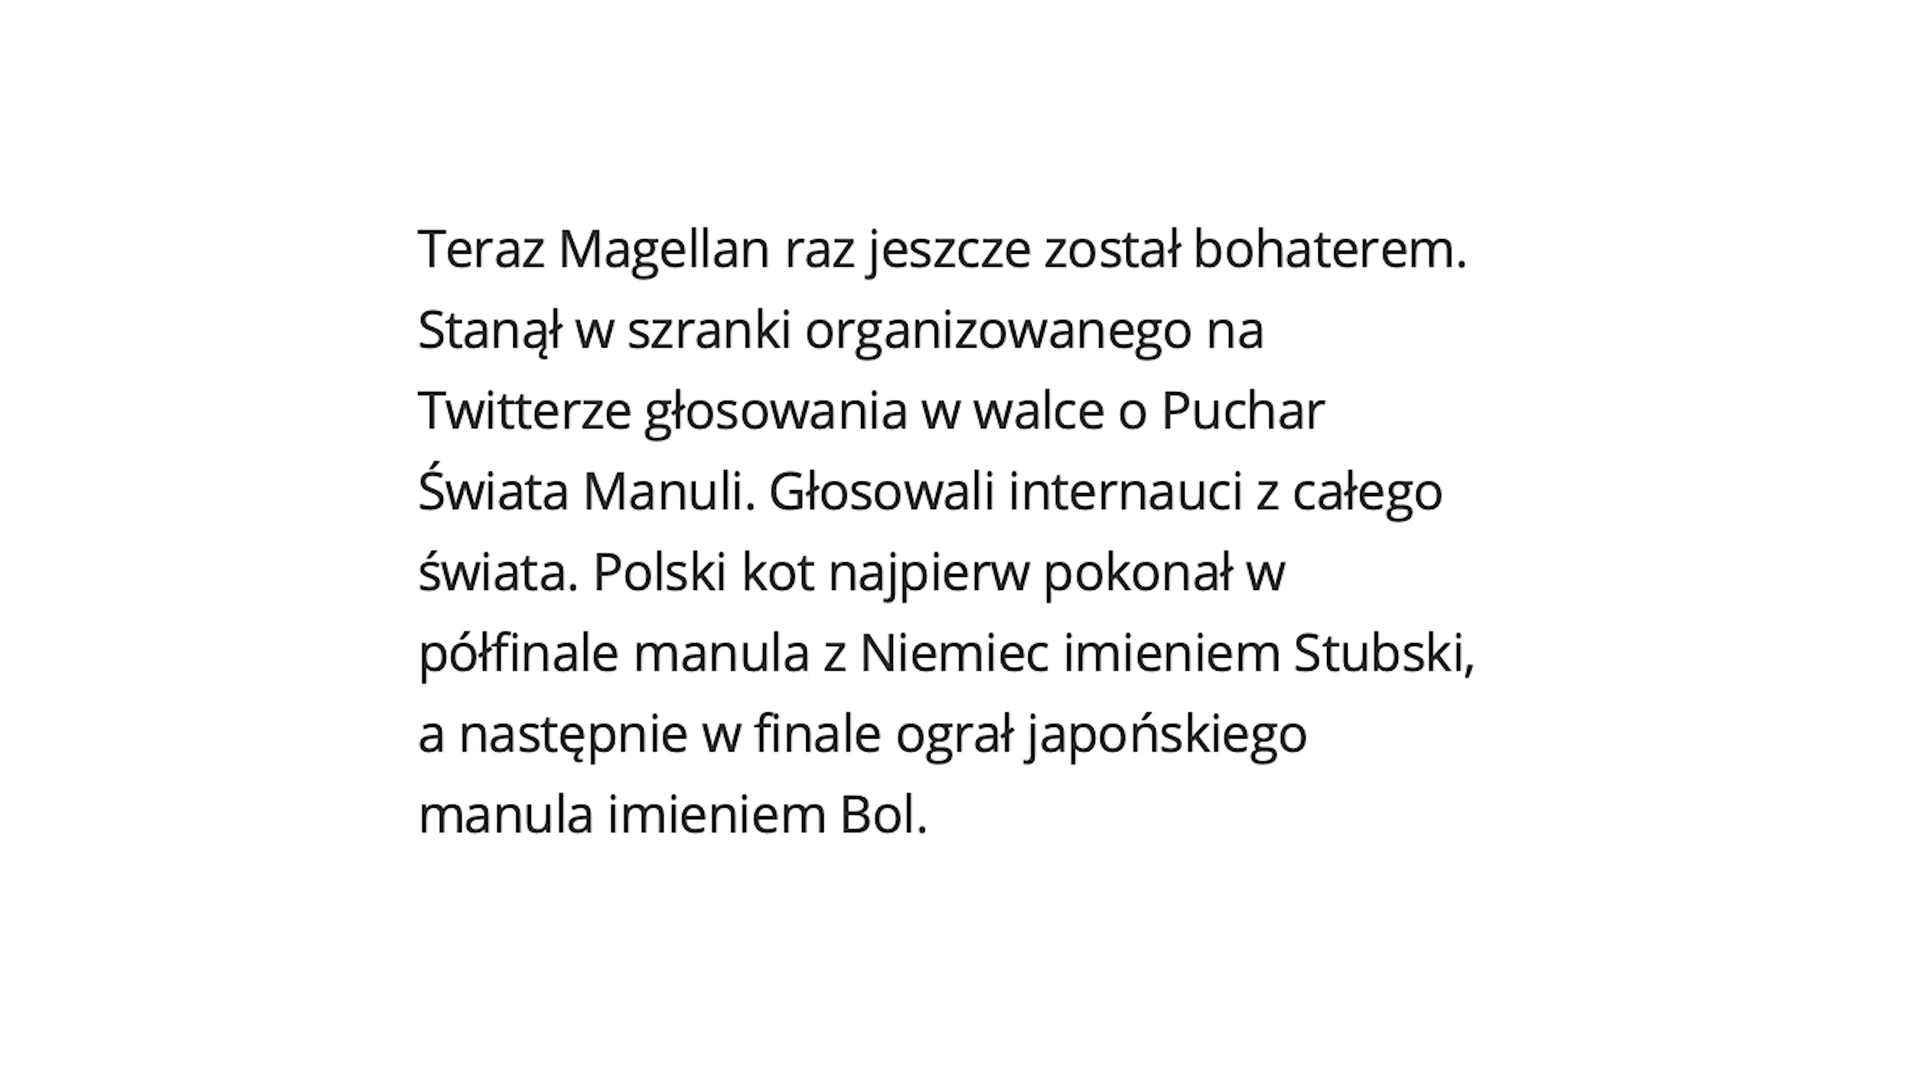 Teraz Magellan raz jeszcze został bohaterem.
Stanął w szranki organizowanego na
Twitterze głosowania w walce o Puchar
Świata Manuli. Głosowali internauci z całego
świata. Polski kot najpierw pokonał w
półfinale manula z Niemiec imieniem Stubski,
a następnie w finale ograł japońskiego
manula imieniem Bol.